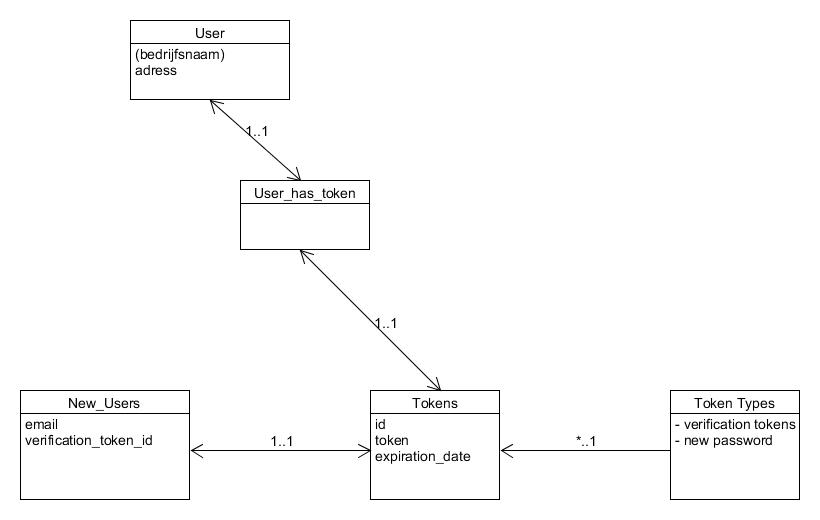 User
(bedrijfsnaam)
adress
1..1
User_has_token
1..1
New_Users
email
verification_token_id
1..1
Tokens
id
token
expiration_date
*..1
Token Types
- verification tokens
- new password